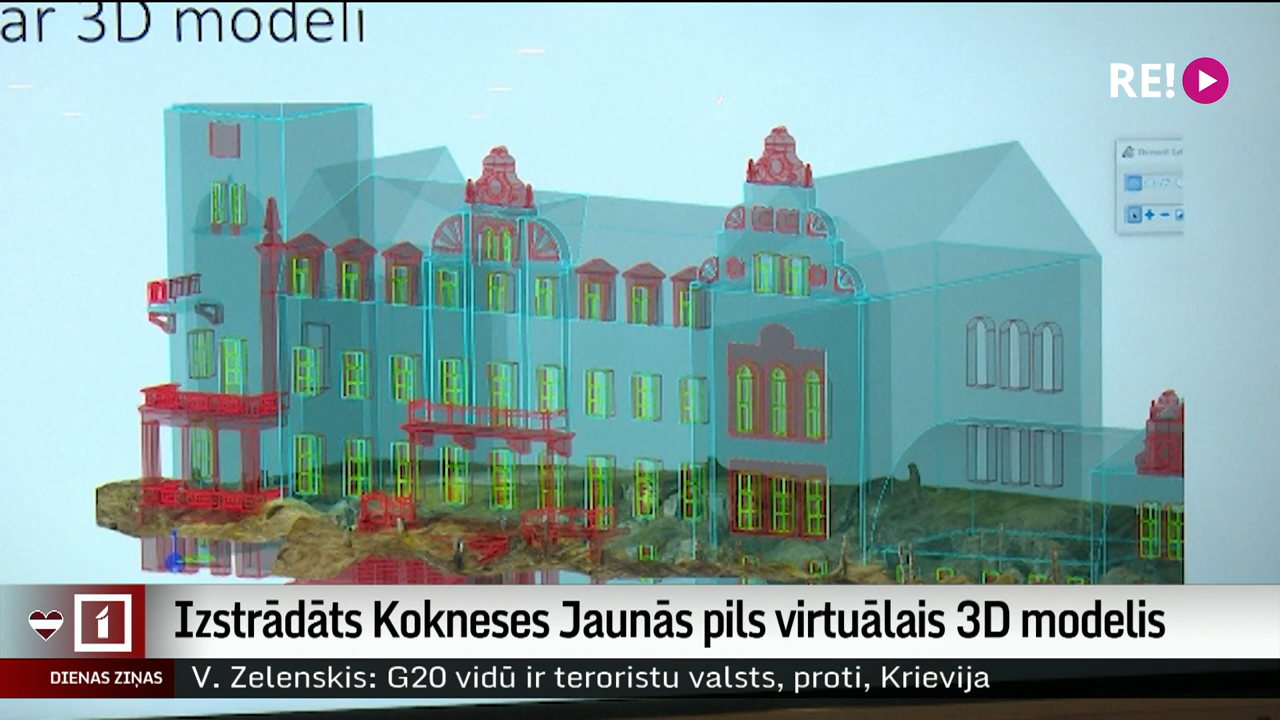 ar 3D modeli
RE!
Izstrādāts Kokneses Jaunās pils virtuālais 3D modelis
DIENAS ZIŅAS
V. Zelenskis: G20 vidū ir teroristu valsts, proti, Krievija